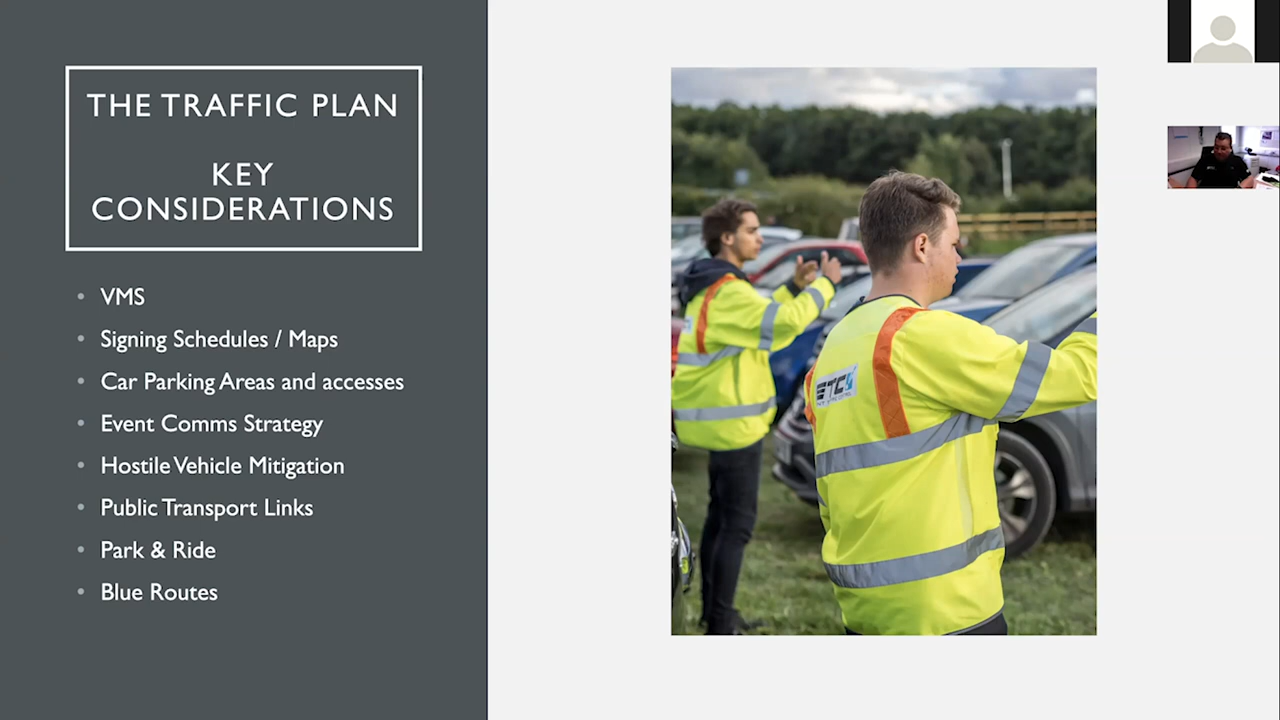 THE TRAFFIC PLAN
KEY
CONSIDERATIONS
• VMS
• Signing Schedules / Maps
• Car Parking Areas and accesses
• Event Comms Strategy
• Hostile Vehicle Mitigation
• Public Transport Links
• Park & Ride
• Blue Routes
ETC